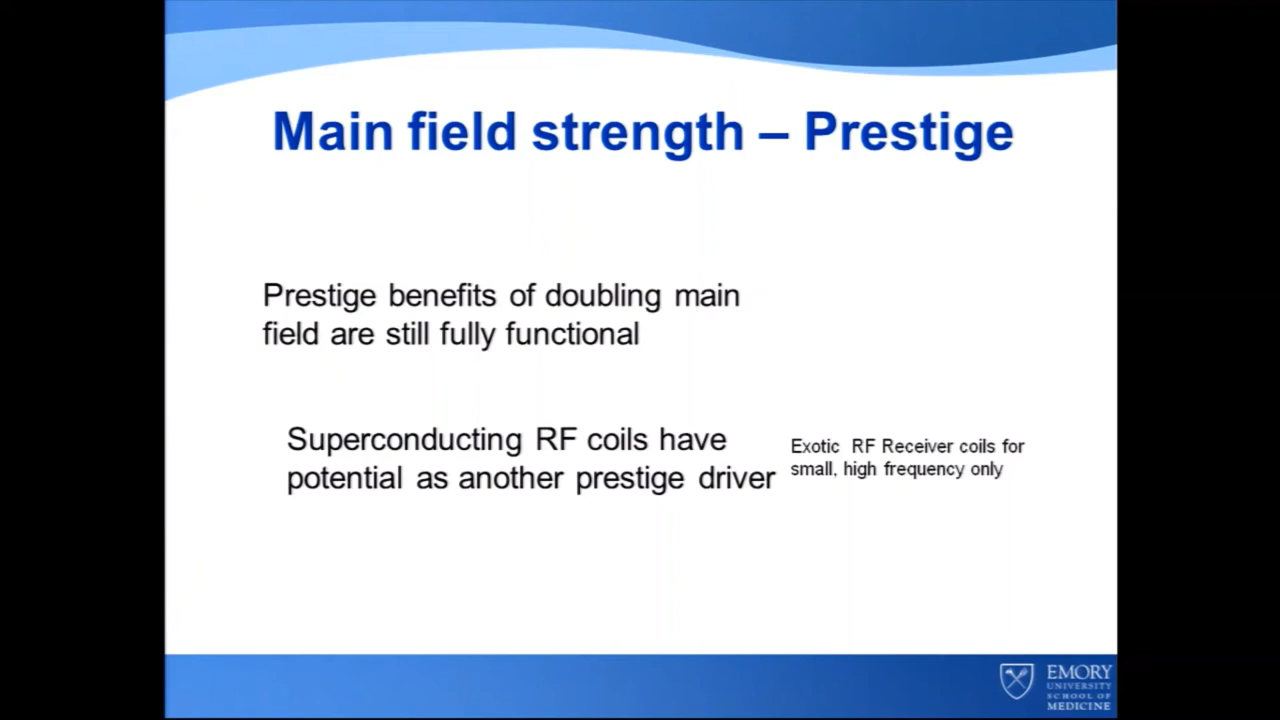 Main field strength – Prestige
Prestige benefits of doubling main
field are still fully functional
Superconducting RF coils have
potential as another prestige driver
Exotic RF Receiver coils for
small, high frequency only
EMORY
UNIVERSITY
SCHOOL OF
MEDICINE